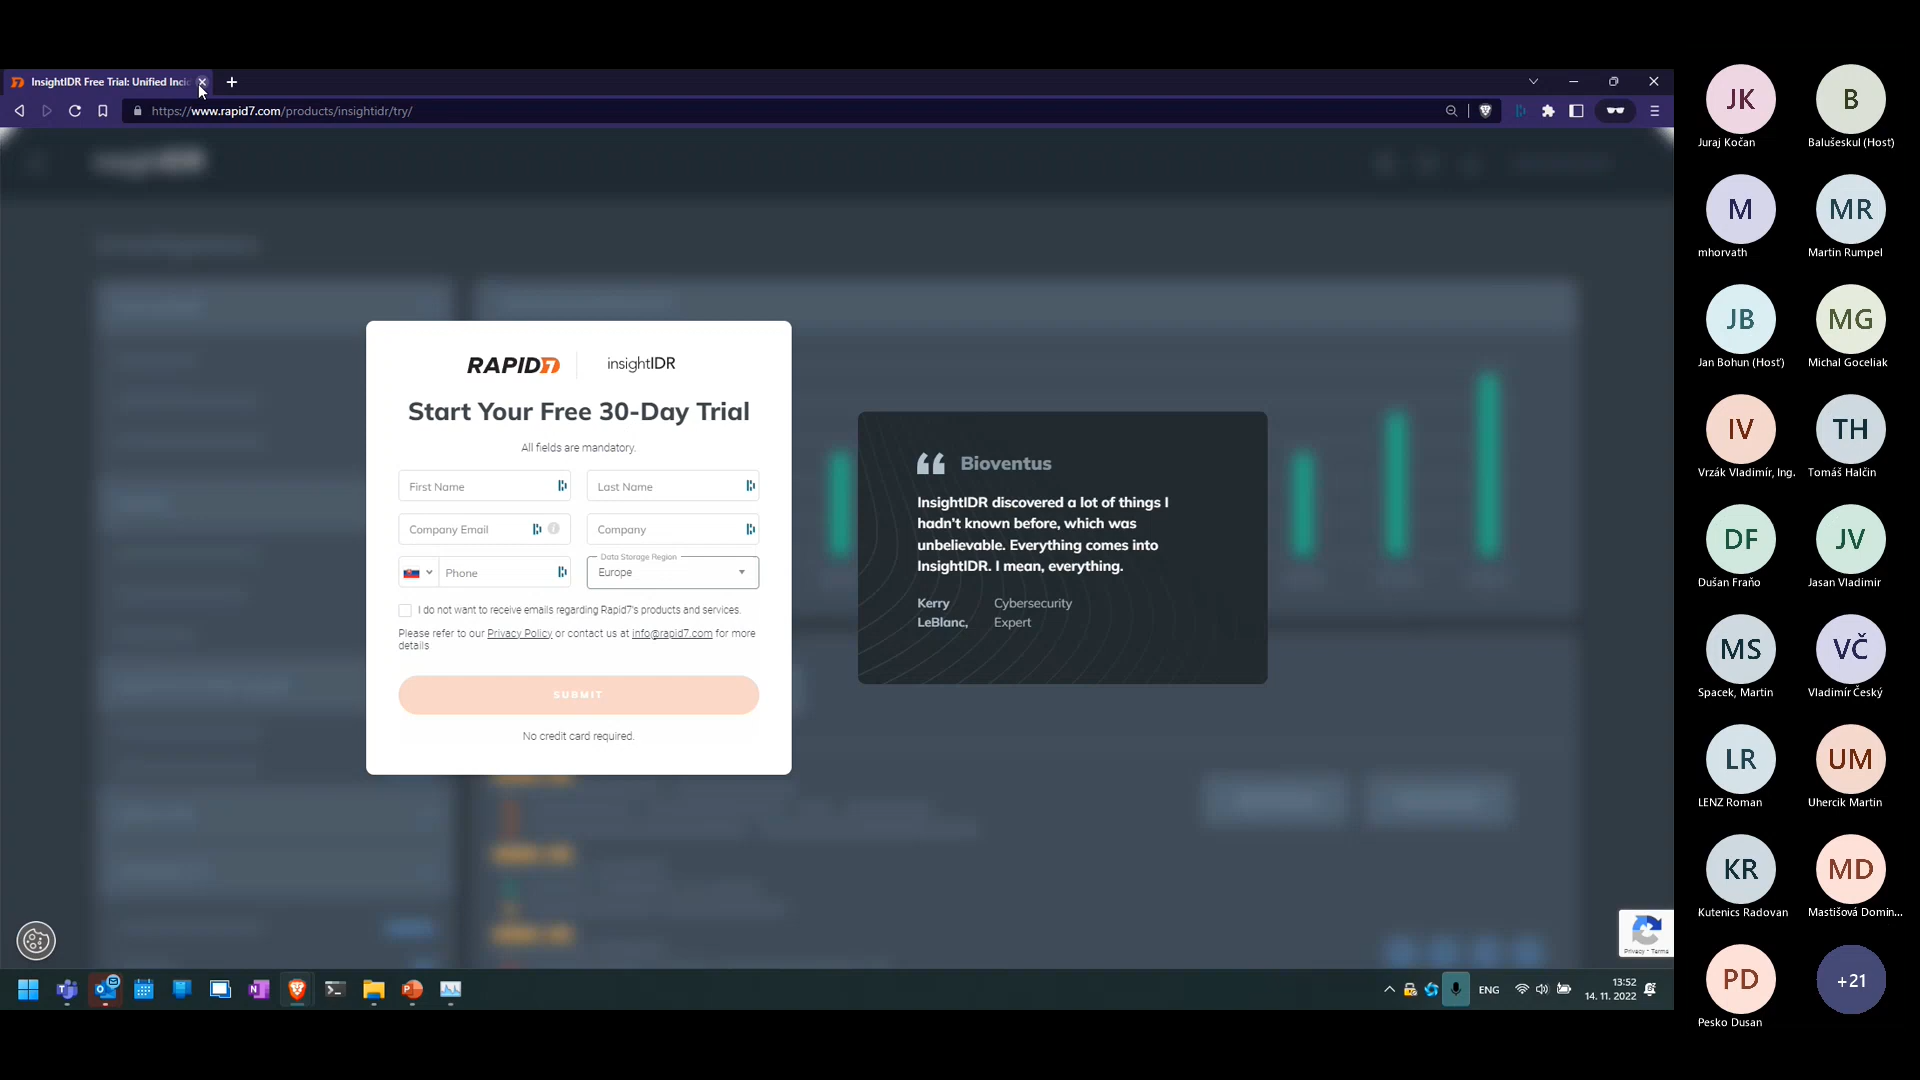 InsightIDR Free Trial: Unified Inci
https://www.rapid7.com/products/insightidr/try/
RAPID7
insightIDR
Start Your Free 30-Day Trial
All fields are mandatory.
First Name
Last Name
Company Email
Company
Phone
Data Storage Region
Europe
I do not want to receive emails regarding Rapid7's products and services.
Please refer to our Privacy Policy or contact us at info@rapid7.com for more
details
SUBMIT
No credit card required.
Bioventus
InsightIDR discovered a lot of things I
hadn't known before, which was
unbelievable. Everything comes into
InsightIDR. I mean, everything.
Kerry
LeBlanc,
Cybersecurity
Expert
Privacy - Terms
ENG
13:52
14. 11. 2022
JK
Juraj Kočan
B
Balušeskul (Hosť)
M
mhorvath
MR
Martin Rumpel
JB
Jan Bohun (Hosť)
MG
Michal Goceliak
IV
Vrzák Vladimír, Ing.
TH
Tomáš Halčin
DF
Dušan Fraňo
JV
Jasan Vladimir
MS
Spacek, Martin
VČ
Vladimír Český
LR
LENZ Roman
UM
Uhercik Martin
KR
Kutenics Radovan
MD
Mastišová Domin...
PD
Pesko Dusan
+21